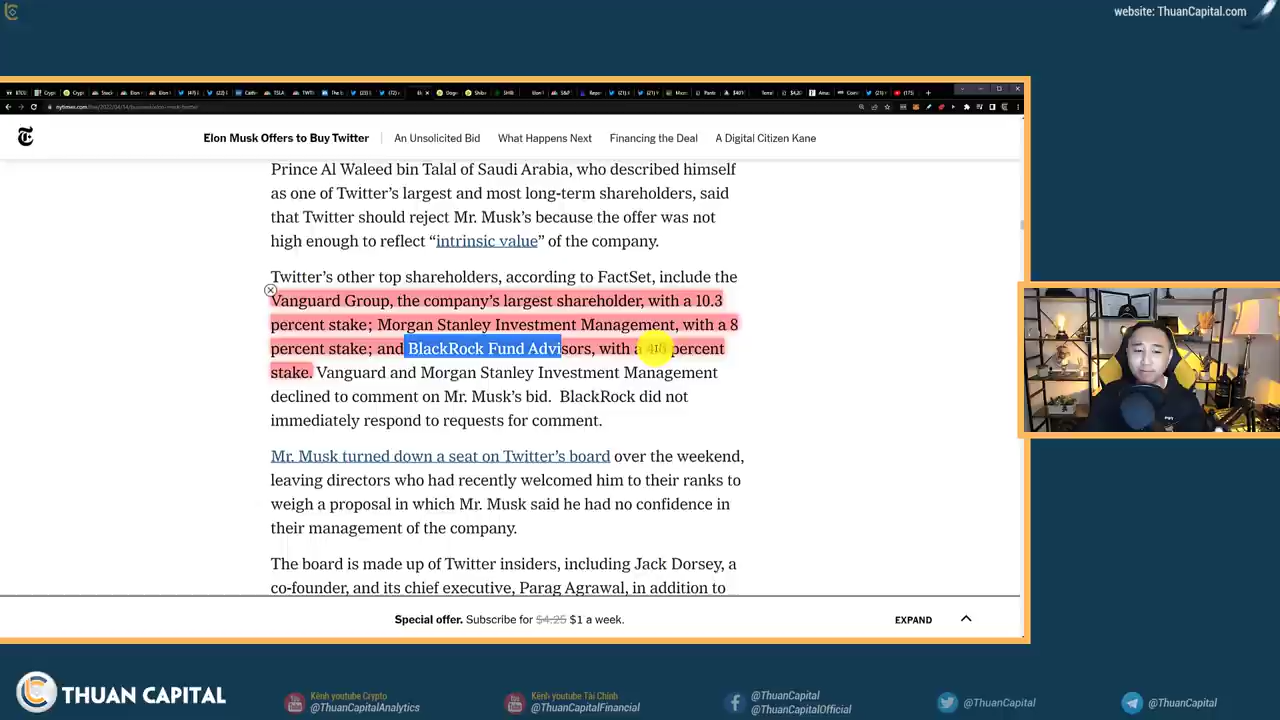 website: ThuanCapital.com
nytimes.com/live/2022/04/14/business/elon-musk-twitter
Elon Musk Offers to Buy Twitter
An Unsolicited Bid
What Happens Next
Financing the Deal
A Digital Citizen Kane
Prince Al Waleed bin Talal of Saudi Arabia, who described himself
as one of Twitter’s largest and most long-term shareholders, said
that Twitter should reject Mr. Musk’s because the offer was not
high enough to reflect “intrinsic value” of the company.
Twitter’s other top shareholders, according to FactSet, include the
Vanguard Group, the company’s largest shareholder, with a 10.3
percent stake; Morgan Stanley Investment Management, with a 8
percent stake; and BlackRock Fund Advisors, with a percent
stake. Vanguard and Morgan Stanley Investment Management
declined to comment on Mr. Musk’s bid. BlackRock did not
immediately respond to requests for comment.
Mr. Musk turned down a seat on Twitter’s board over the weekend,
leaving directors who had recently welcomed him to their ranks to
weigh a proposal in which Mr. Musk said he had no confidence in
their management of the company.
The board is made up of Twitter insiders, including Jack Dorsey, a
co-founder, and its chief executive, Parag Agrawal, in addition to
Special offer. Subscribe for $4.25 $1 a week.
EXPAND
THUAN CAPITAL
Kênh youtube Crypto
@ThuanCapitalAnalytics
Kênh youtube Tài Chính
@ThuanCapitalFinancial
@ThuanCapital
@ThuanCapitalOfficial
@ThuanCapital
@ThuanCapital